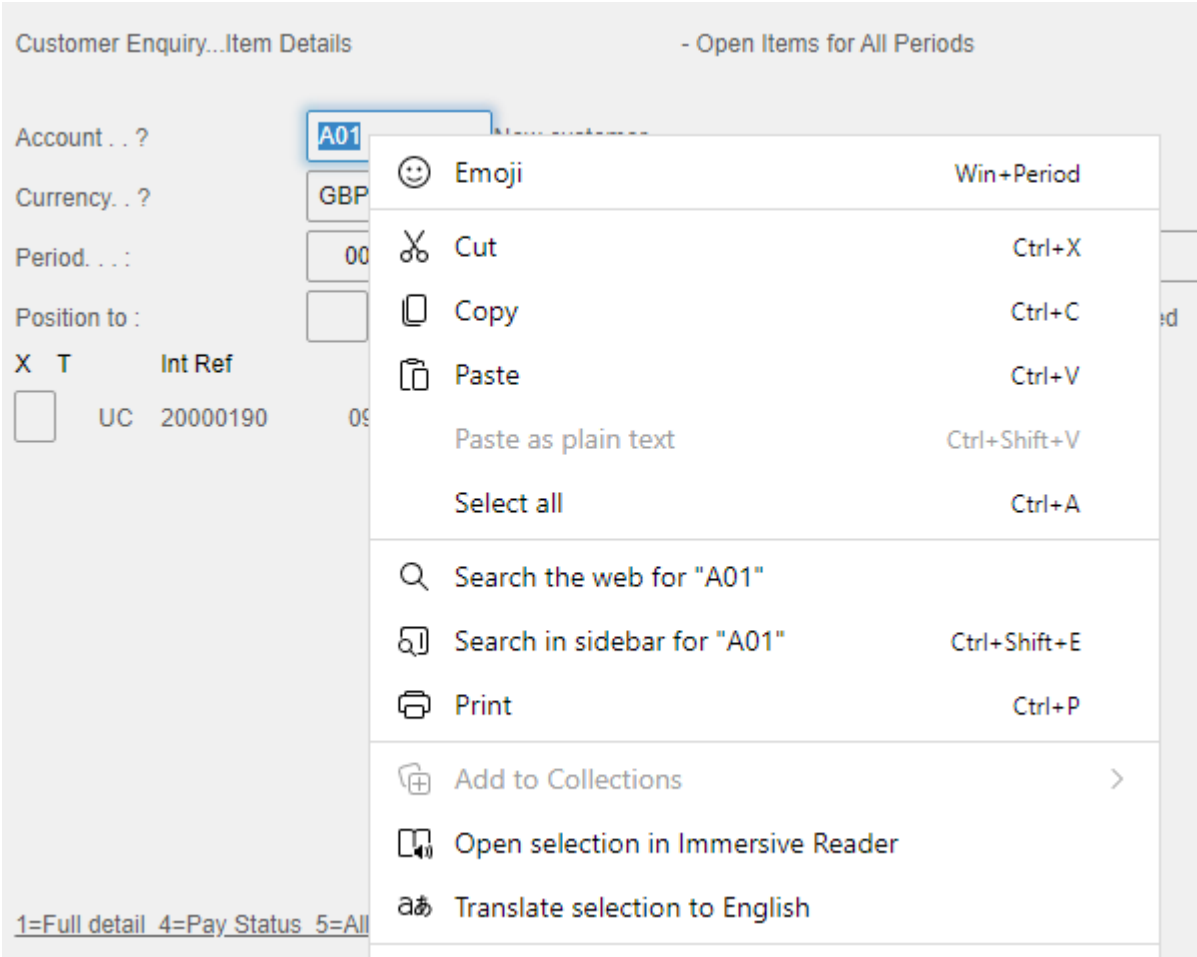 Customer Enquiry...Item Details - Open Items for All Periods
Account . . ? A01
Currency. . ? GBP
Period. . . : 00
Position to :
X T Int Ref
UC 20000190 09
1=Full detail 4=Pay Status 5=All
Emoji Win+Period
Cut Ctrl+X
Copy Ctrl+C
Paste Ctrl+V
Paste as plain text Ctrl+Shift+V
Select all Ctrl+A
Search the web for "A01"
Search in sidebar for "A01" Ctrl+Shift+E
Print Ctrl+P
Add to Collections
Open selection in Immersive Reader
aあ Translate selection to English